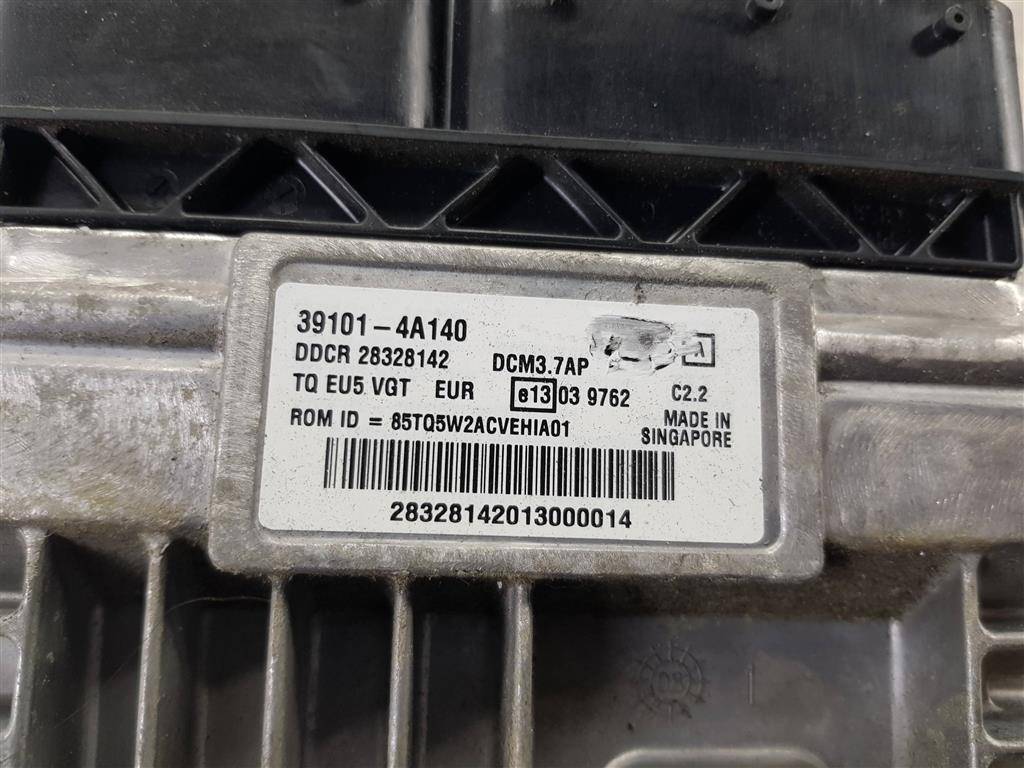 39101-4A140
DDCR 28328142 DCM3.7AP
TQ EU5 VGT EUR e13 03 9762 C2.2
ROM ID = 85TQ5W2ACVEHIA01 MADE IN
SINGAPORE
28328142013000014